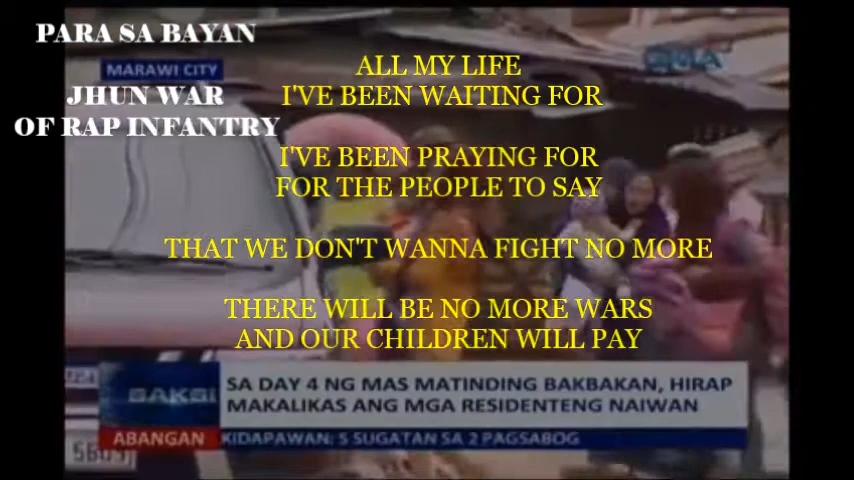 PARA SA BAYAN
JHUN WAR
OF RAP INFANTRY
MARAWI CITY
GMA
ALL MY LIFE
I'VE BEEN WAITING FOR
I'VE BEEN PRAYING FOR
FOR THE PEOPLE TO SAY
THAT WE DON'T WANNA FIGHT NO MORE
THERE WILL BE NO MORE WARS
AND OUR CHILDREN WILL PAY
SAKSI
SA DAY 4 NG MAS MATINDING BAKBAKAN, HIRAP
MAKALIKAS ANG MGA RESIDENTENG NAIWAN
ABANGAN
KIDAPAWAN: 5 SUGATAN SA 2 PAGSABOG